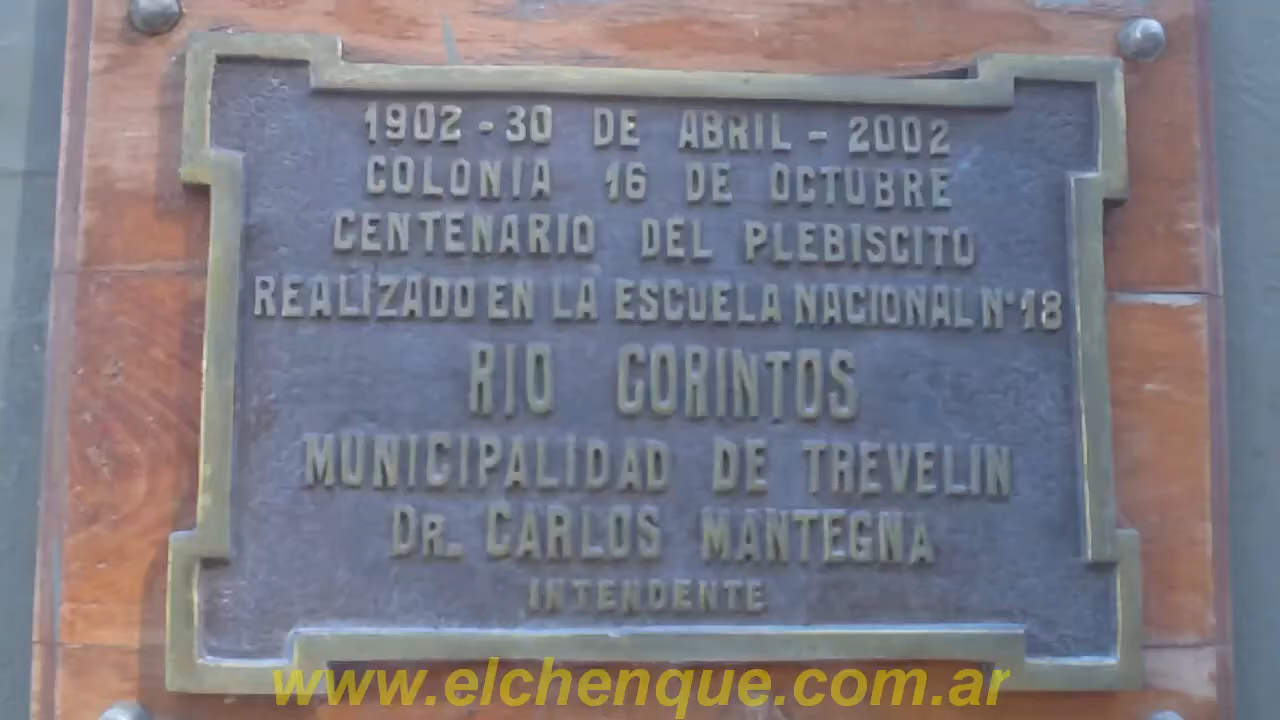 1902 - 30 DE ABRIL - 2002
COLONIA 16 DE OCTUBRE
CENTENARIO DEL PLEBISCITO
REALIZADO EN LA ESCUELA NACIONAL N° 18
RIO CORINTOS
MUNICIPALIDAD DE TREVELIN
DR. CARLOS MANTEGNA
INTENDENTE
www.elchenque.com.ar